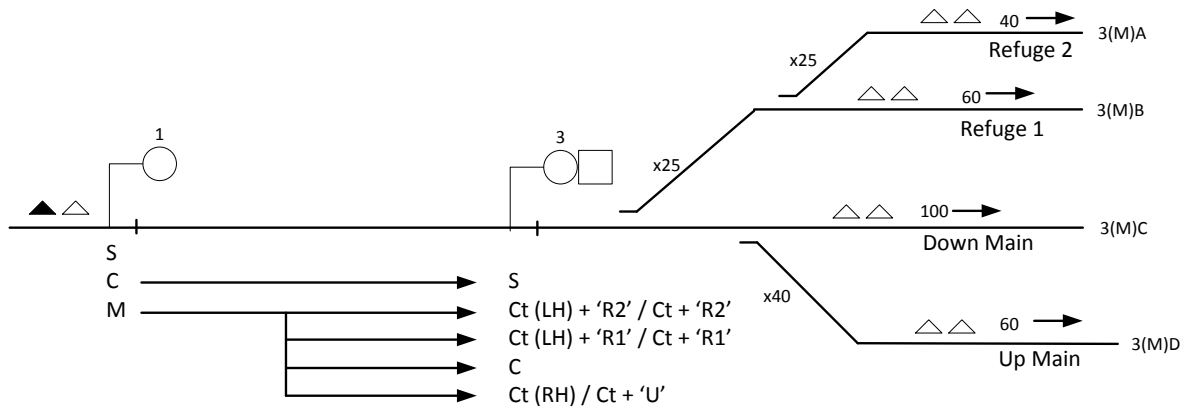 40
3(M)A
x25
Refuge 2
60
3(M)B
1
3
Refuge 1
x25
100
3(M)C
Down Main
S
C
S
x40
M
Ct (LH) + ‘R2’ / Ct + ‘R2’
60
Ct (LH) + ‘R1’ / Ct + ‘R1’
3(M)D
Up Main
C
Ct (RH) / Ct + ‘U’